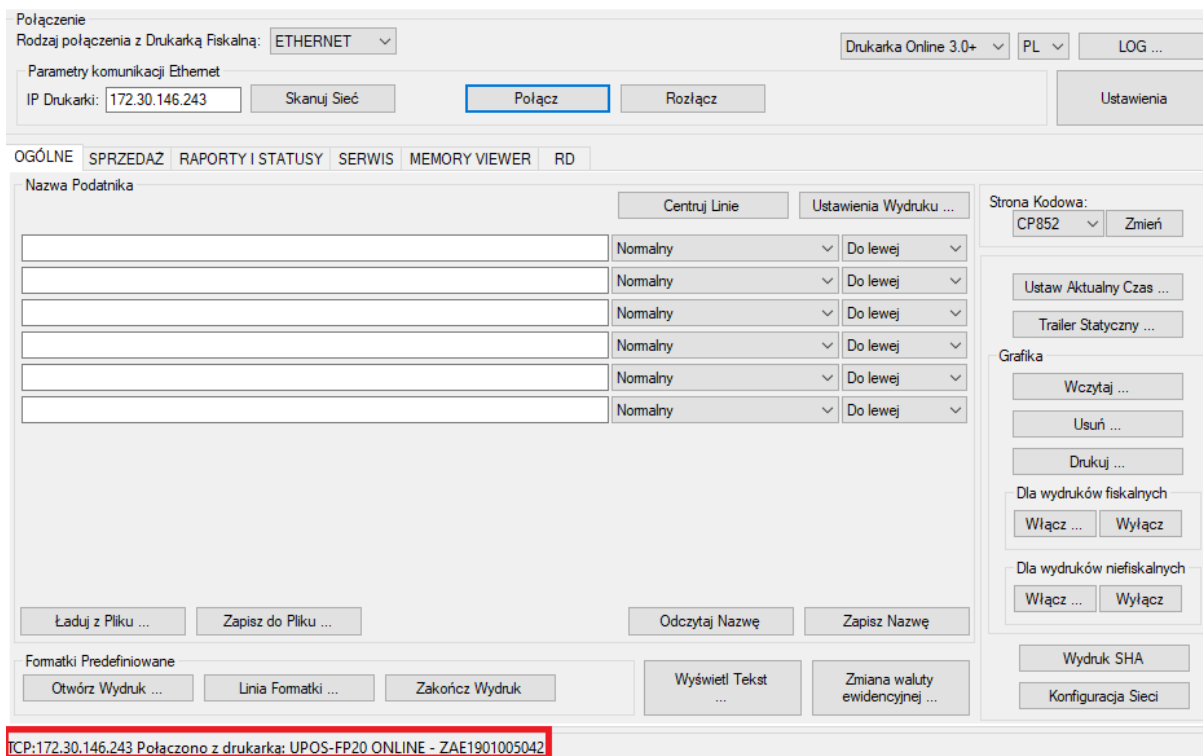 Połączenie
Rodzaj połączenia z Drukarką Fiskalną: ETHERNET
Drukarka Online 3.0+ PL LOG ...
Parametry komunikacji Ethernet
IP Drukarki: 172.30.146.243 Skanuj Sieć Połącz Rozłącz
Ustawienia
OGÓLNE SPRZEDAŻ RAPORTY I STATUSY SERWIS MEMORY VIEWER RD
Nazwa Podatnika
Centruj Linie Ustawienia Wydruku ...
Normalny Do lewej
Normalny Do lewej
Normalny Do lewej
Normalny Do lewej
Normalny Do lewej
Normalny Do lewej
Ładuj z Pliku ... Zapisz do Pliku ... Odczytaj Nazwę Zapisz Nazwę
Formatki Predefiniowane
Otwórz Wydruk ... Linia Formatki ... Zakończ Wydruk
Wyświetl Tekst
...
Zmiana waluty
ewidencyjnej ...
Strona Kodowa:
CP852 Zmień
Ustaw Aktualny Czas ...
Trailer Statyczny ...
Grafika
Wczytaj ...
Usuń ...
Drukuj ...
Dla wydruków fiskalnych
Włącz ... Wyłącz
Dla wydruków niefiskalnych
Włącz ... Wyłącz
Wydruk SHA
Konfiguracja Sieci
TCP:172.30.146.243 Połączono z drukarką: UPOS-FP20 ONLINE - ZAE1901005042